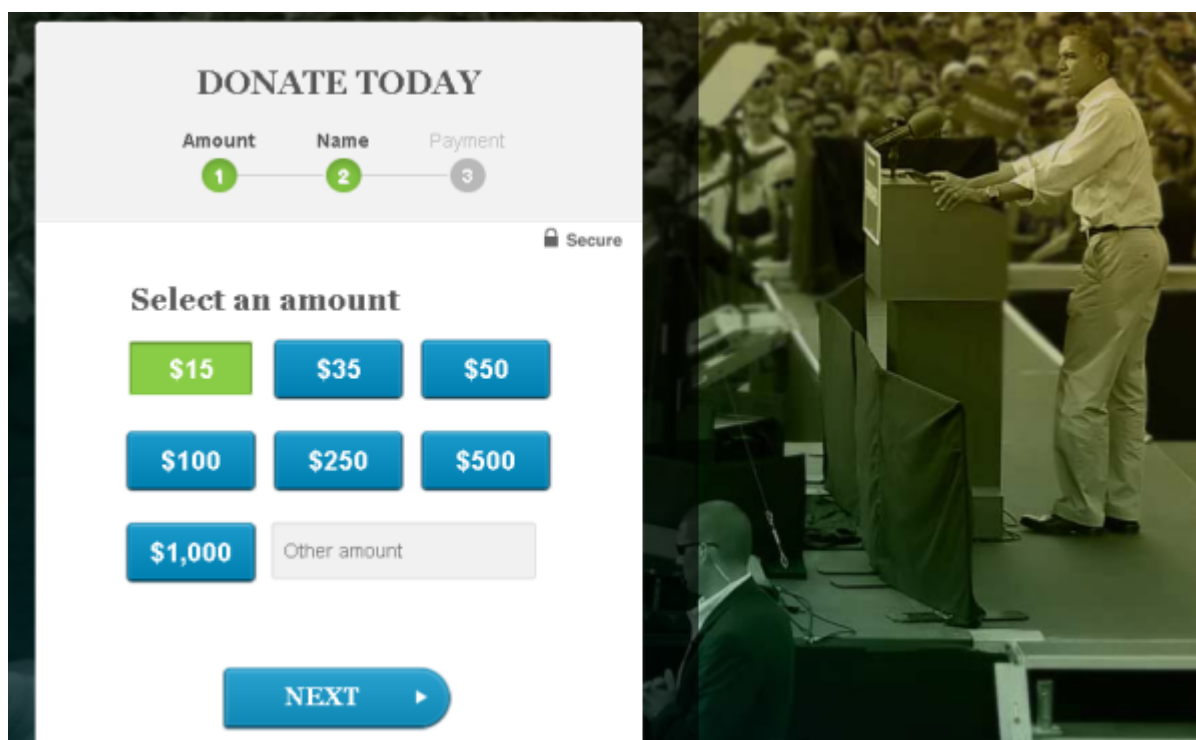 DONATE TODAY
Amount Name Payment
1 2 3
Secure
Select an amount
$15 $35 $50
$100 $250 $500
$1,000 Other amount
NEXT